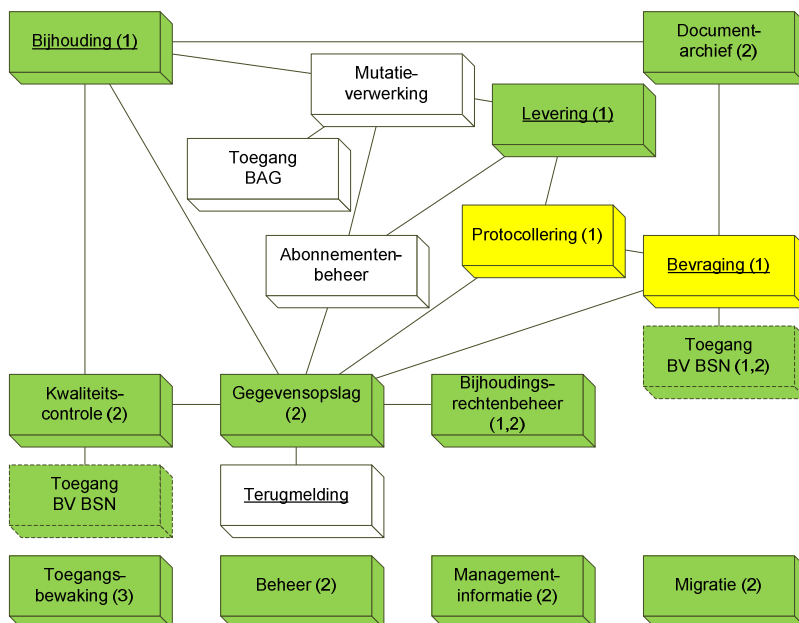 Bijhouding (1)
Document-
archief (2)
Mutatie-
verwerking
Levering (1)
Toegang
BAG
Protocollering (1)
Abonnementen-
beheer
Bevraging (1)
Toegang
BV BSN (1,2)
Kwaliteits-
controle (2)
Gegevensopslag
(2)
Bijhoudings-
rechtenbeheer
(1,2)
Toegang
BV BSN
Terugmelding
Toegangs-
bewaking (3)
Beheer (2)
Management-
informatie (2)
Migratie (2)